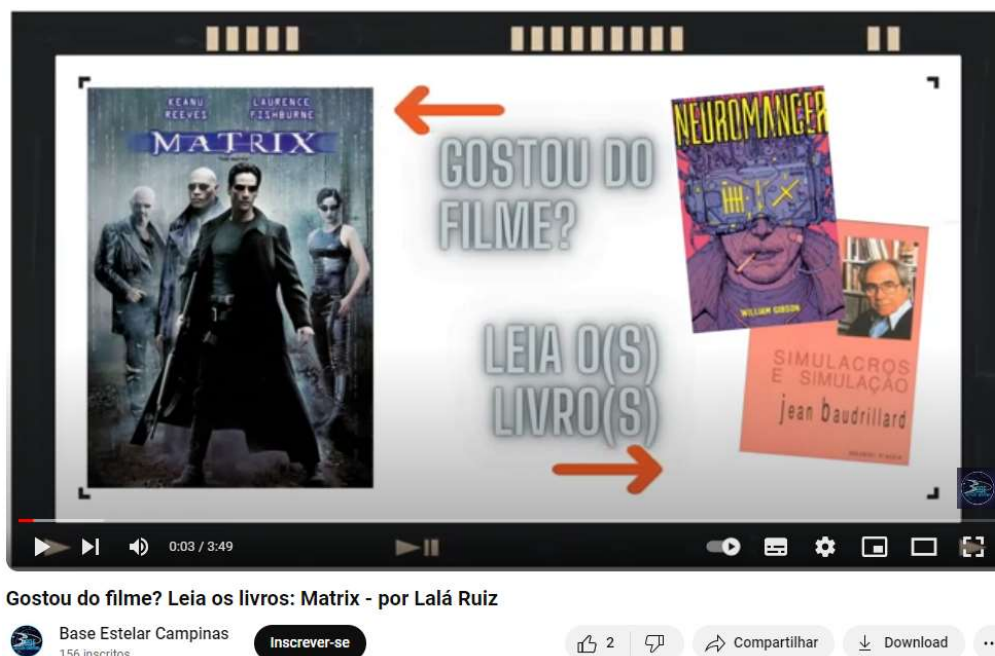 KEANU REEVES
LAURENCE FISHBURNE
MATRIX
GOSTOU DO
FILME?
NEUROMANCER
WILLIAM GIBSON
LEIA O(S)
LIVRO(S)
SIMULACROS
E SIMULAÇÃO
jean baudrillard
0:03 / 3:49
Gostou do filme? Leia os livros: Matrix - por Lalá Ruiz
Base Estelar Campinas
156 inscritos
Inscrever-se
2
Compartilhar
Download